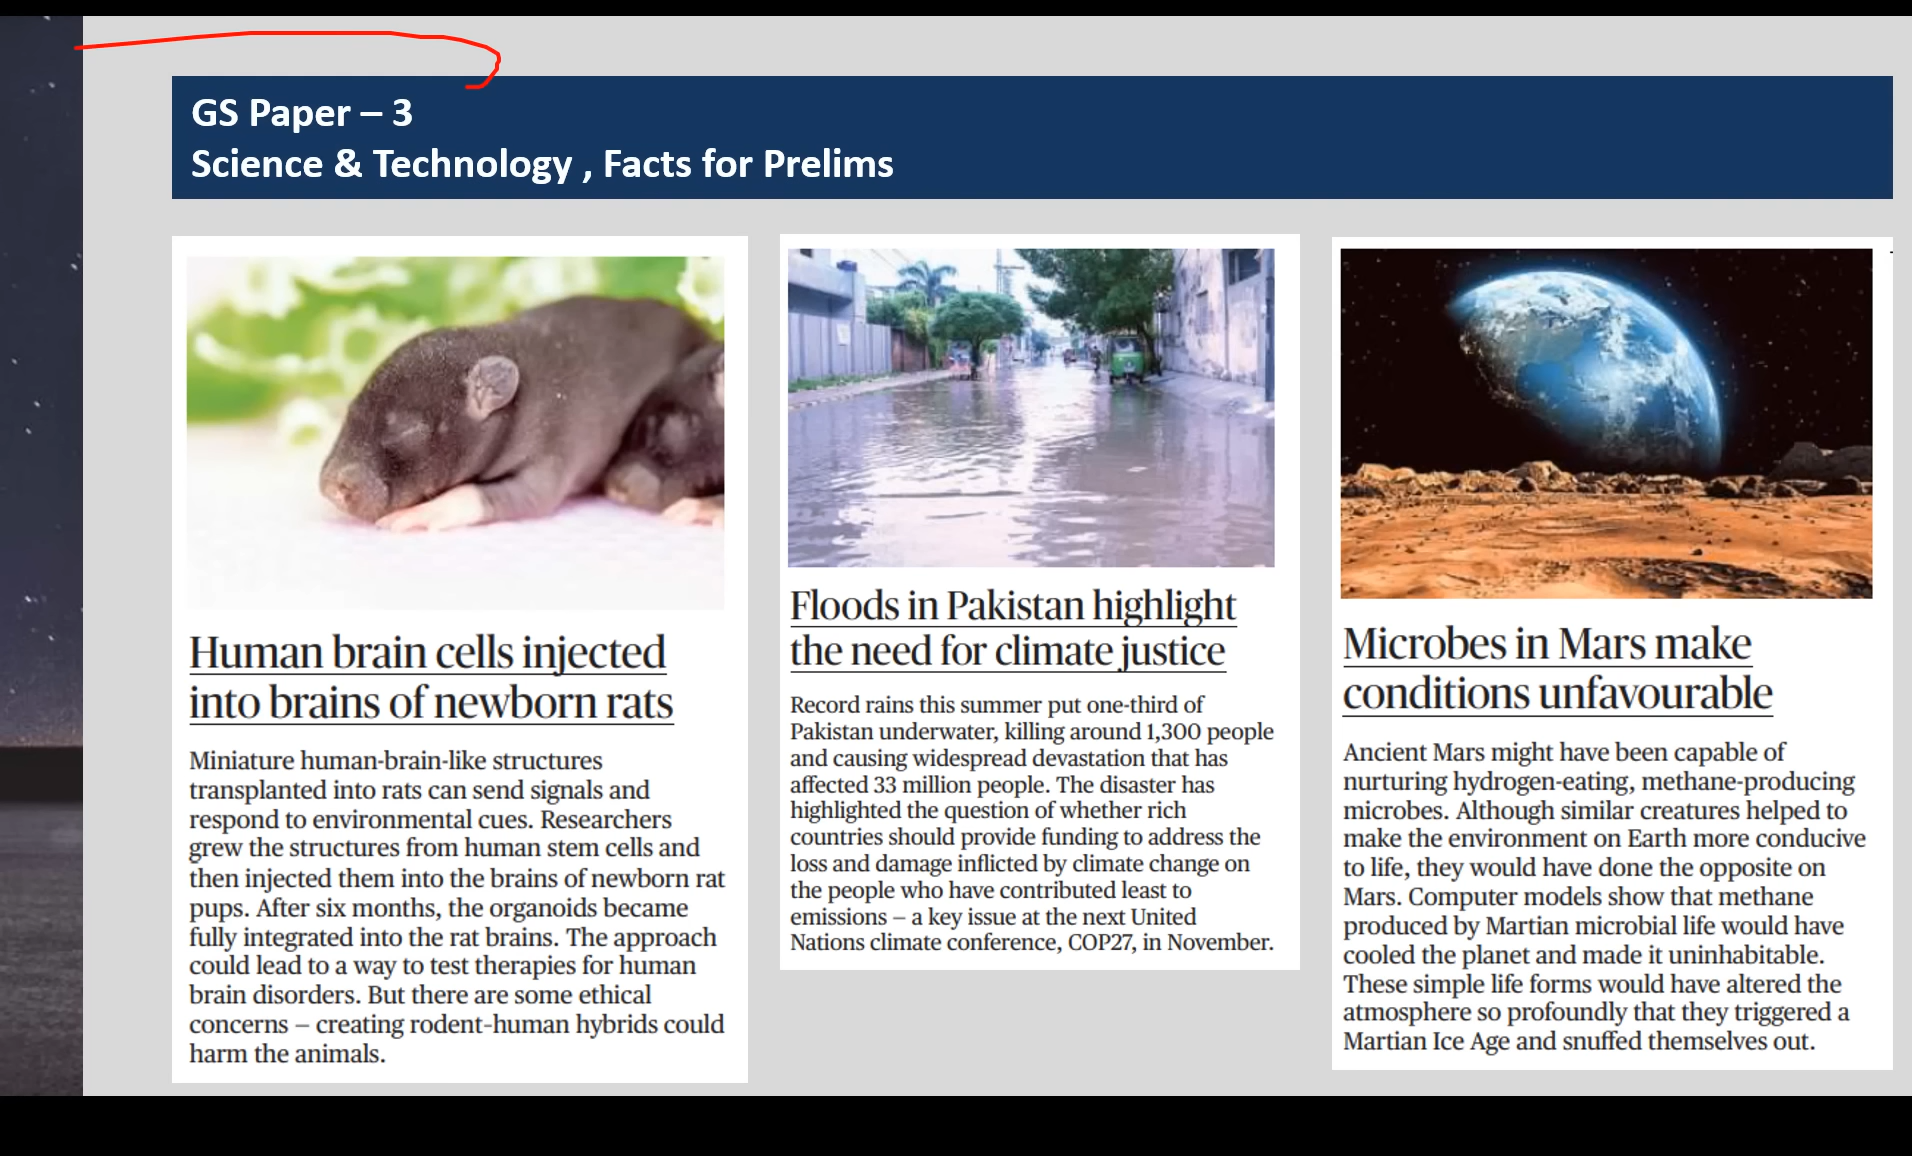 GS Paper – 3
Science & Technology , Facts for Prelims
Human brain cells injected
into brains of newborn rats
Miniature human-brain-like structures
transplanted into rats can send signals and
respond to environmental cues. Researchers
grew the structures from human stem cells and
then injected them into the brains of newborn rat
pups. After six months, the organoids became
fully integrated into the rat brains. The approach
could lead to a way to test therapies for human
brain disorders. But there are some ethical
concerns – creating rodent-human hybrids could
harm the animals.
Floods in Pakistan highlight
the need for climate justice
Record rains this summer put one-third of
Pakistan underwater, killing around 1,300 people
and causing widespread devastation that has
affected 33 million people. The disaster has
highlighted the question of whether rich
countries should provide funding to address the
loss and damage inflicted by climate change on
the people who have contributed least to
emissions – a key issue at the next United
Nations climate conference, COP27, in November.
Microbes in Mars make
conditions unfavourable
Ancient Mars might have been capable of
nurturing hydrogen-eating, methane-producing
microbes. Although similar creatures helped to
make the environment on Earth more conducive
to life, they would have done the opposite on
Mars. Computer models show that methane
produced by Martian microbial life would have
cooled the planet and made it uninhabitable.
These simple life forms would have altered the
atmosphere so profoundly that they triggered a
Martian Ice Age and snuffed themselves out.